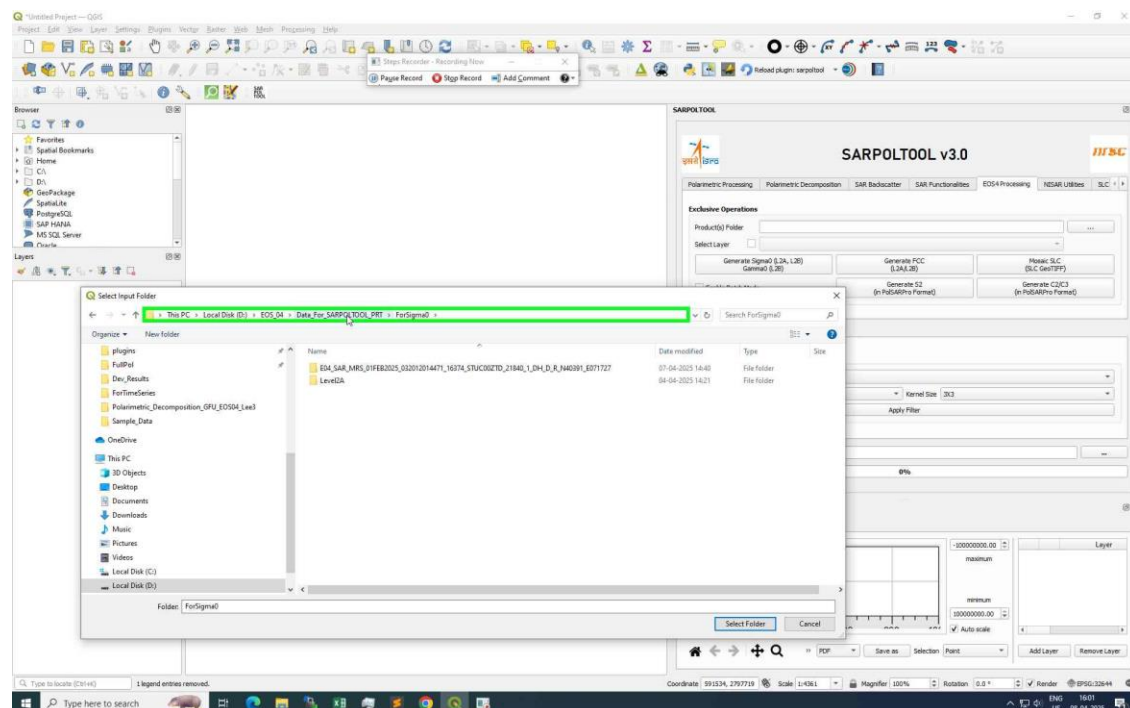 *Untitled Project — QGIS
Project Edit View Layer Settings Plugins Vector Raster Web Mesh Processing Help
Steps Recorder - Recording Now
Pause Record Stop Record Add Comment
Reload plugin: sarpoltool
Browser
Favorites
Spatial Bookmarks
Home
C:\
D:\
GeoPackage
SpatiaLite
PostgreSQL
SAP HANA
MS SQL Server
Oracle
Layers
SARPOLTOOL
इसरो isro
SARPOLTOOL v3.0
nrsc
Polarimetric Processing Polarimetric Decomposition SAR Backscatter SAR Functionalities EOS4 Processing NISAR Utilities SLC
Exclusive Operations
Product(s) Folder ...
Select Layer
Generate Sigma0 (L2A, L2B) Gamma0 (L2B)
Generate FCC (L2A/L2B)
Mosaic SLC (SLC GeoTIFF)
Generate S2 (in PolSARPro Format)
Generate C2/C3 (in PolSARPro Format)
Kernel Size 3X3
Apply Filter
...
0%
Select Input Folder
This PC > Local Disk (D:) > EOS_04 > Data_For_SARPOLTOOL_PRT > ForSigma0 >
Search ForSigma0
Organize New folder
plugins
FullPol
Dev_Results
ForTimeSeries
Polarimetric_Decomposition_GFU_EOS04_Lee3
Sample_Data
OneDrive
This PC
3D Objects
Desktop
Documents
Downloads
Music
Pictures
Videos
Local Disk (C:)
Local Disk (D:)
Name Date modified Type Size
E04_SAR_MRS_01FEB2025_032012014471_16374_STUC00ZTD_21840_1_DH_D_R_N40391_E071727 07-04-2025 14:40 File folder
Level2A 04-04-2025 14:21 File folder
Folder: ForSigma0
Select Folder Cancel
-100000000.00
maximum
minimum
100000000.00
Auto scale
Layer
PDF Save as Selection Point Add Layer Remove Layer
Type to locate (Ctrl+K) 1 legend entries removed. Coordinate 591534, 2797719 Scale 1:4361 Magnifier 100% Rotation 0.0 ° Render EPSG:32644
Type here to search
ENG 16:01